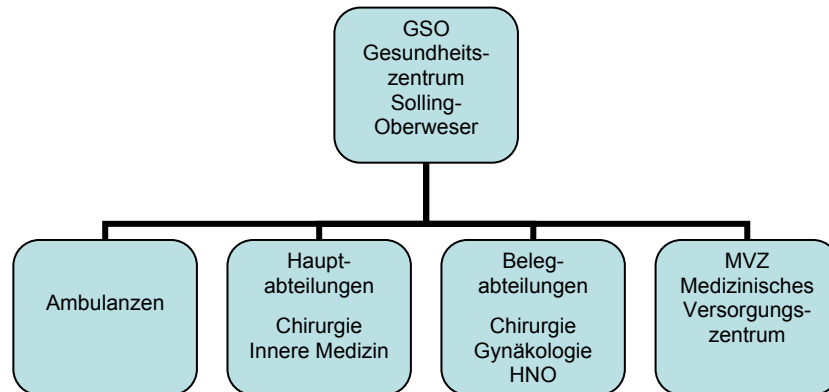 GSO
Gesundheits-
zentrum
Solling-
Oberweser
Ambulanzen
Haupt-
abteilungen
Chirurgie
Innere Medizin
Beleg-
abteilungen
Chirurgie
Gynäkologie
HNO
MVZ
Medizinisches
Versorgungs-
zentrum